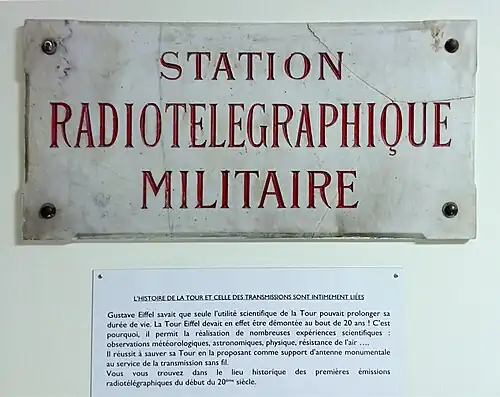 STATION
RADIOTELEGRAPHIQUE
MILITAIRE
L'HISTOIRE DE LA TOUR ET CELLE DES TRANSMISSIONS SONT INTIMEMENT LIÉES
Gustave Eiffel savait que seule l'utilité scientifique de la Tour pouvait prolonger sa
durée de vie. La Tour Eiffel devait en effet être démontée au bout de 20 ans ! C'est
pourquoi, il permit la réalisation de nombreuses expériences scientifiques :
observations météorologiques, astronomiques, physique, résistance de l'air ....
Il réussit à sauver sa Tour en la proposant comme support d'antenne monumentale
au service de la transmission sans fil.
Vous vous trouvez dans le lieu historique des premières émissions
radiotélégraphiques du début du 20ème siècle.